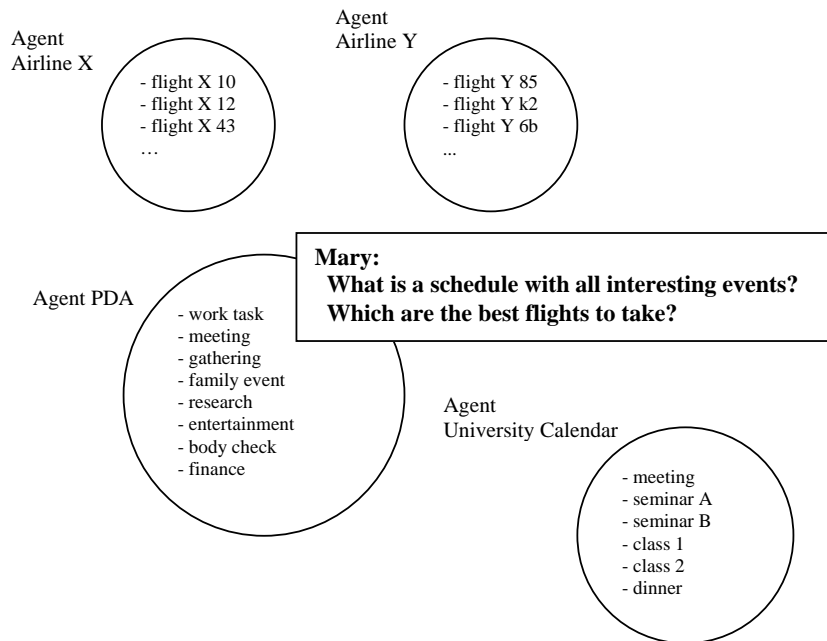 Agent
Airline X
- flight X 10
- flight X 12
- flight X 43
…
Agent
Airline Y
- flight Y 85
- flight Y k2
- flight Y 6b
...
Mary:
What is a schedule with all interesting events?
Which are the best flights to take?
Agent PDA
- work task
- meeting
- gathering
- family event
- research
- entertainment
- body check
- finance
Agent
University Calendar
- meeting
- seminar A
- seminar B
- class 1
- class 2
- dinner